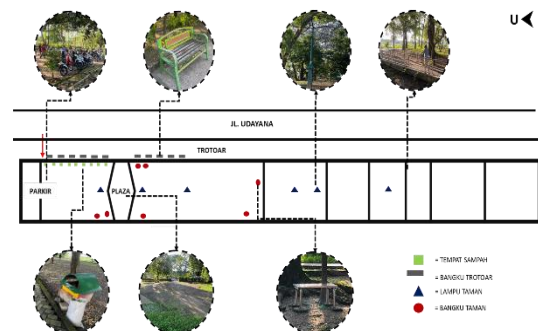 U
JL. UDAYANA
TROTOAR
PARKIR
PLAZA
= TEMPAT SAMPAH
= BANGKU TROTOAR
= LAMPU TAMAN
= BANGKU TAMAN